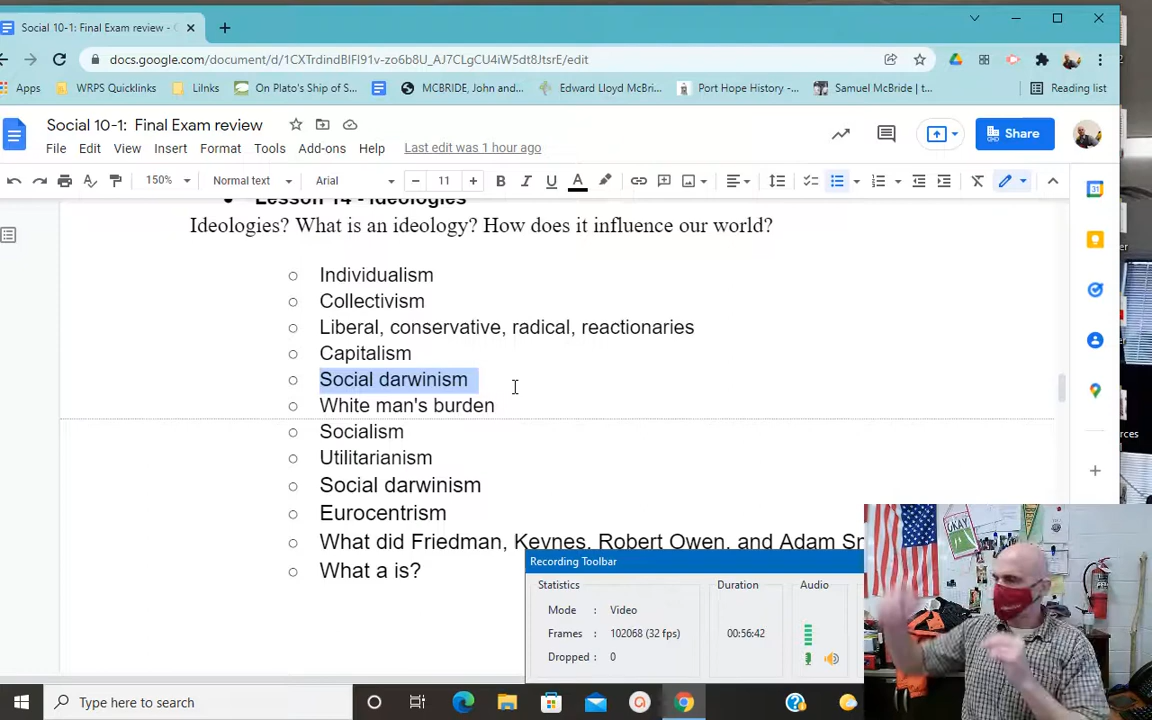 Social 10-1: Final Exam review -
docs.google.com/document/d/1CXTrdindBIFI91v-zo6b8U_AJ7CLgCU4iW5dt8JtsrE/edit
Apps WRPS Quicklinks Lilnks On Plato's Ship of S... MCBRIDE, John and... Edward Lloyd McBri... Port Hope History -... Samuel McBride | t... Reading list
Social 10-1: Final Exam review
Share
File Edit View Insert Format Tools Add-ons Help Last edit was 1 hour ago
150% Normal text Arial 11
Lesson 14 - Ideologies
Ideologies? What is an ideology? How does it influence our world?
Individualism
Collectivism
Liberal, conservative, radical, reactionaries
Capitalism
Social darwinism
White man's burden
Socialism
Utilitarianism
Social darwinism
Eurocentrism
What did Friedman, Keynes, Robert Owen, and Adam
What a is?
Recording Toolbar
Statistics Duration Audio
Mode : Video
Frames : 102068 (32 fps) 00:56:42
Dropped : 0
OKAY
Type here to search